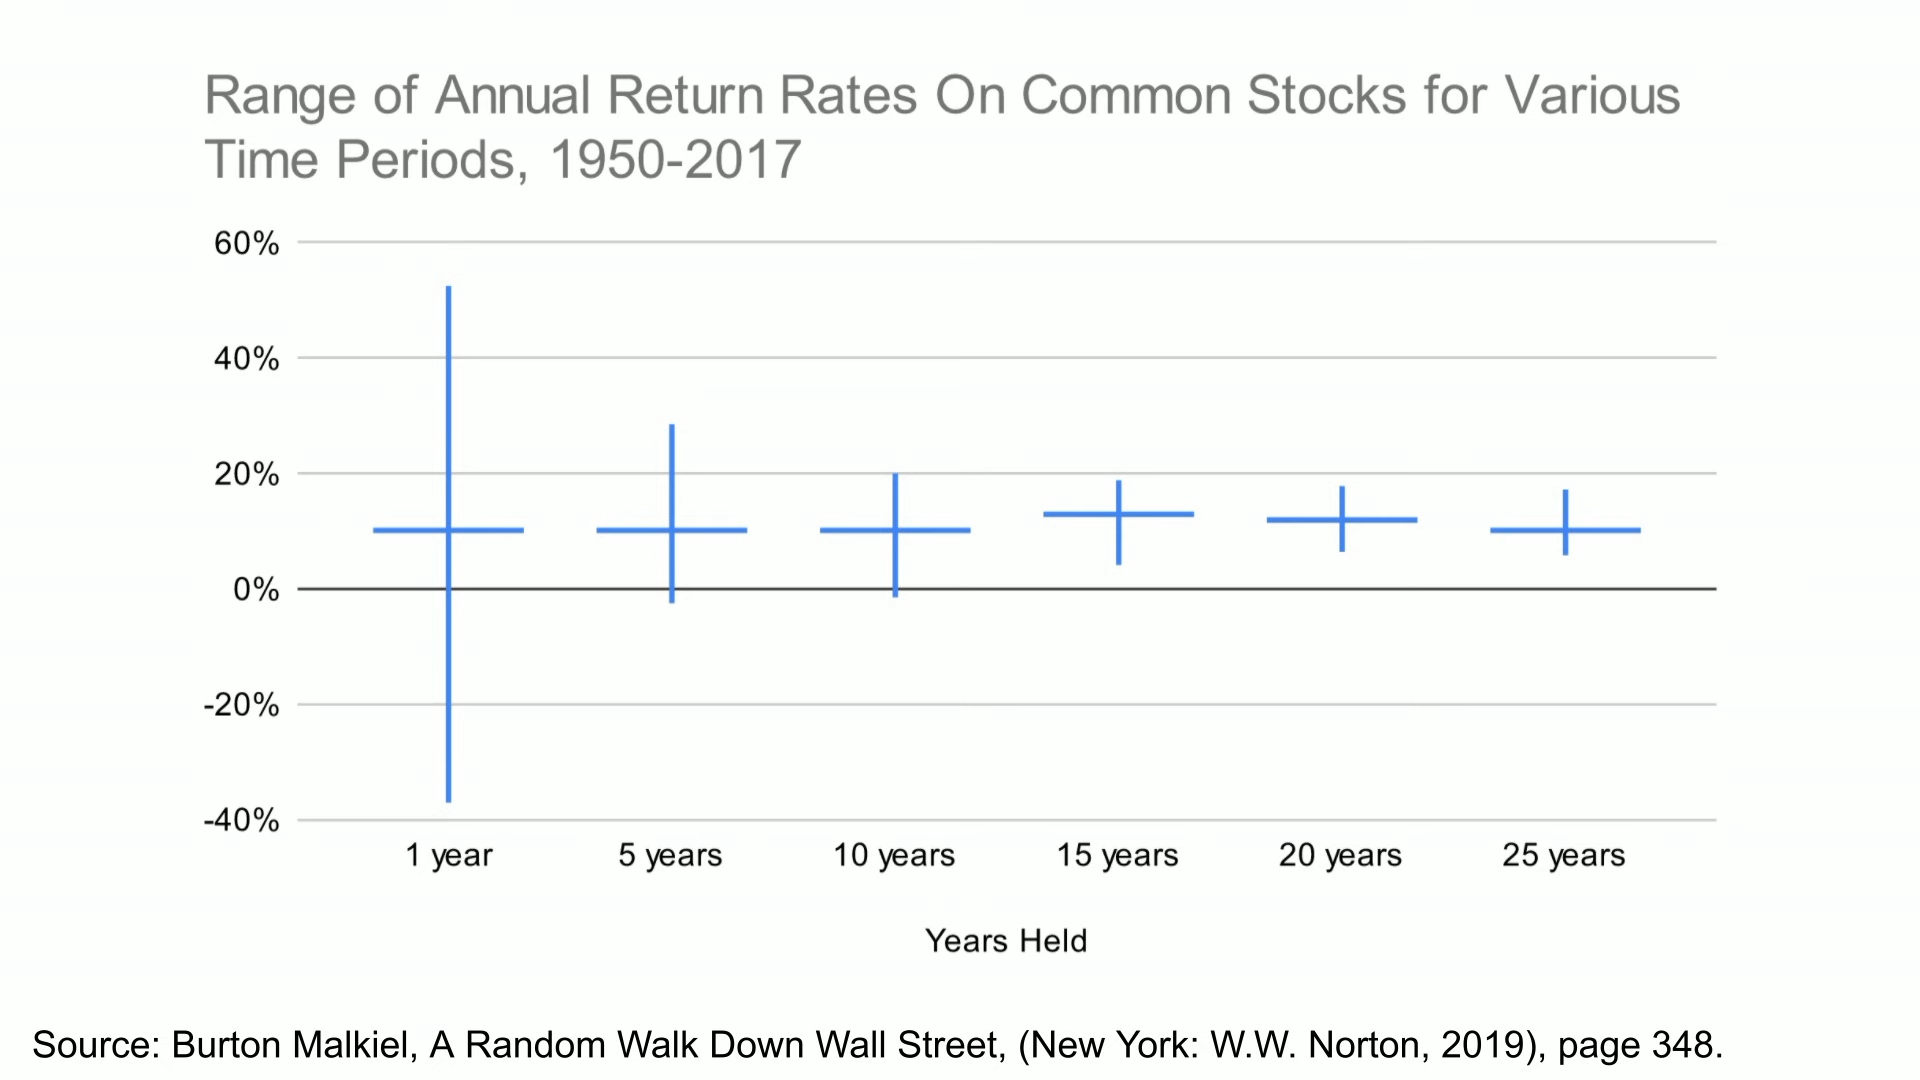 Range of Annual Return Rates On Common Stocks for Various
Time Periods, 1950-2017
60%
40%
20%
0%
-20%
-40%
1 year 5 years 10 years 15 years 20 years 25 years
Years Held
Source: Burton Malkiel, A Random Walk Down Wall Street, (New York: W.W. Norton, 2019), page 348.